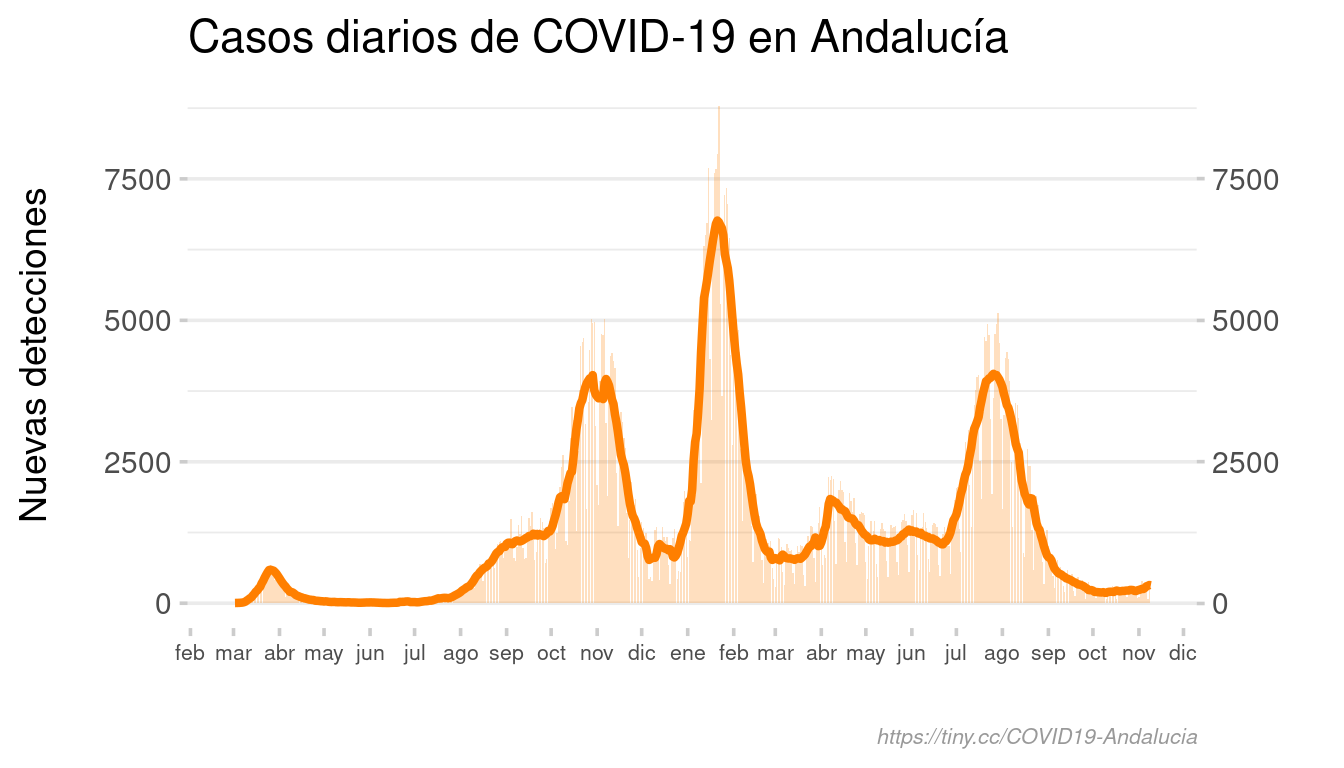 Casos diarios de COVID-19 en Andalucía
Nuevas detecciones
7500 7500
5000 5000
2500 2500
0 0
feb mar abr may jun jul ago sep oct nov dic ene feb mar abr may jun jul ago sep oct nov dic
https://tiny.cc/COVID19-Andalucia